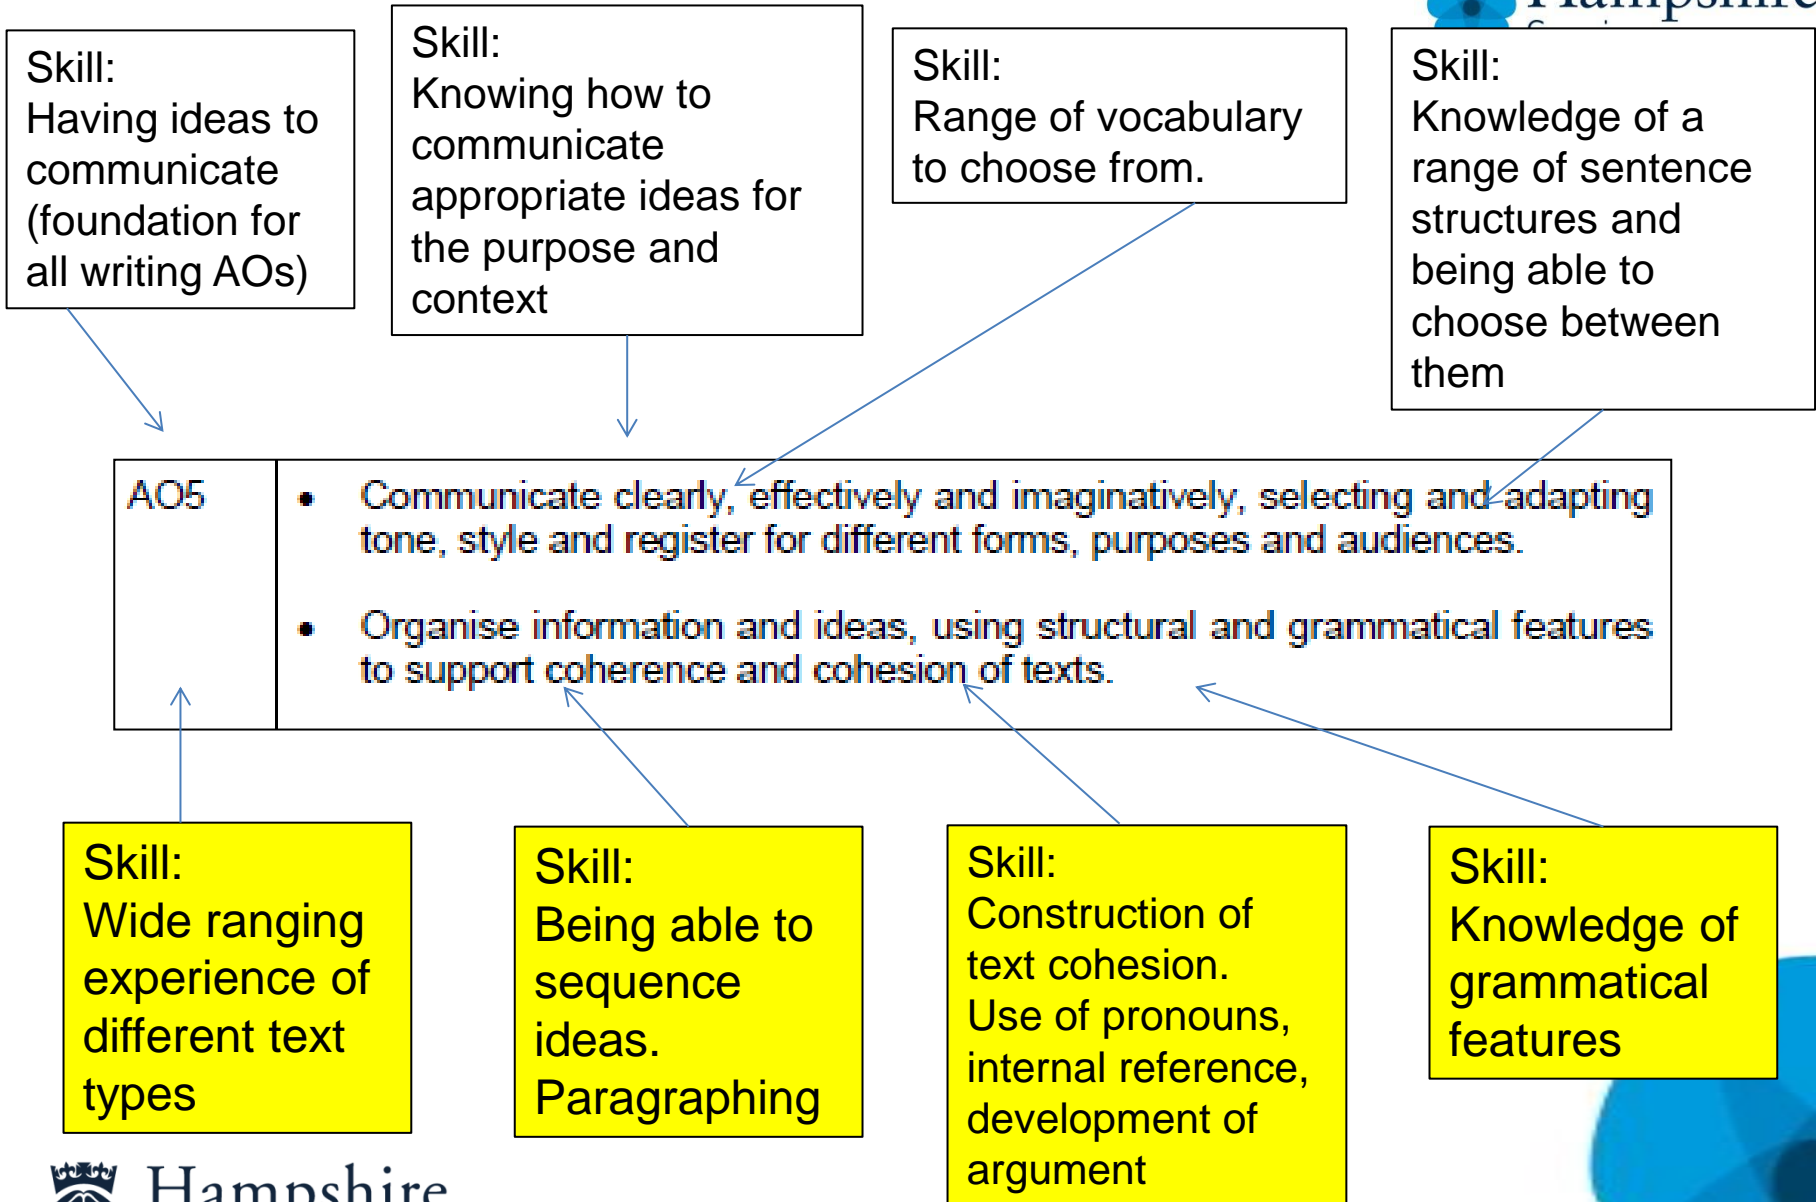 Hampshire
Skill:
Having ideas to
communicate
(foundation for
all writing AOs)
Skill:
Knowing how to
communicate
appropriate ideas for
the purpose and
context
Skill:
Range of vocabulary
to choose from.
Skill:
Knowledge of a
range of sentence
structures and
being able to
choose between
them
AO5
• Communicate clearly, effectively and imaginatively, selecting and adapting
tone, style and register for different forms, purposes and audiences.
• Organise information and ideas, using structural and grammatical features
to support coherence and cohesion of texts.
Skill:
Wide ranging
experience of
different text
types
Skill:
Being able to
sequence
ideas.
Paragraphing
Skill:
Construction of
text cohesion.
Use of pronouns,
internal reference,
development of
argument
Skill:
Knowledge of
grammatical
features
Hampshire